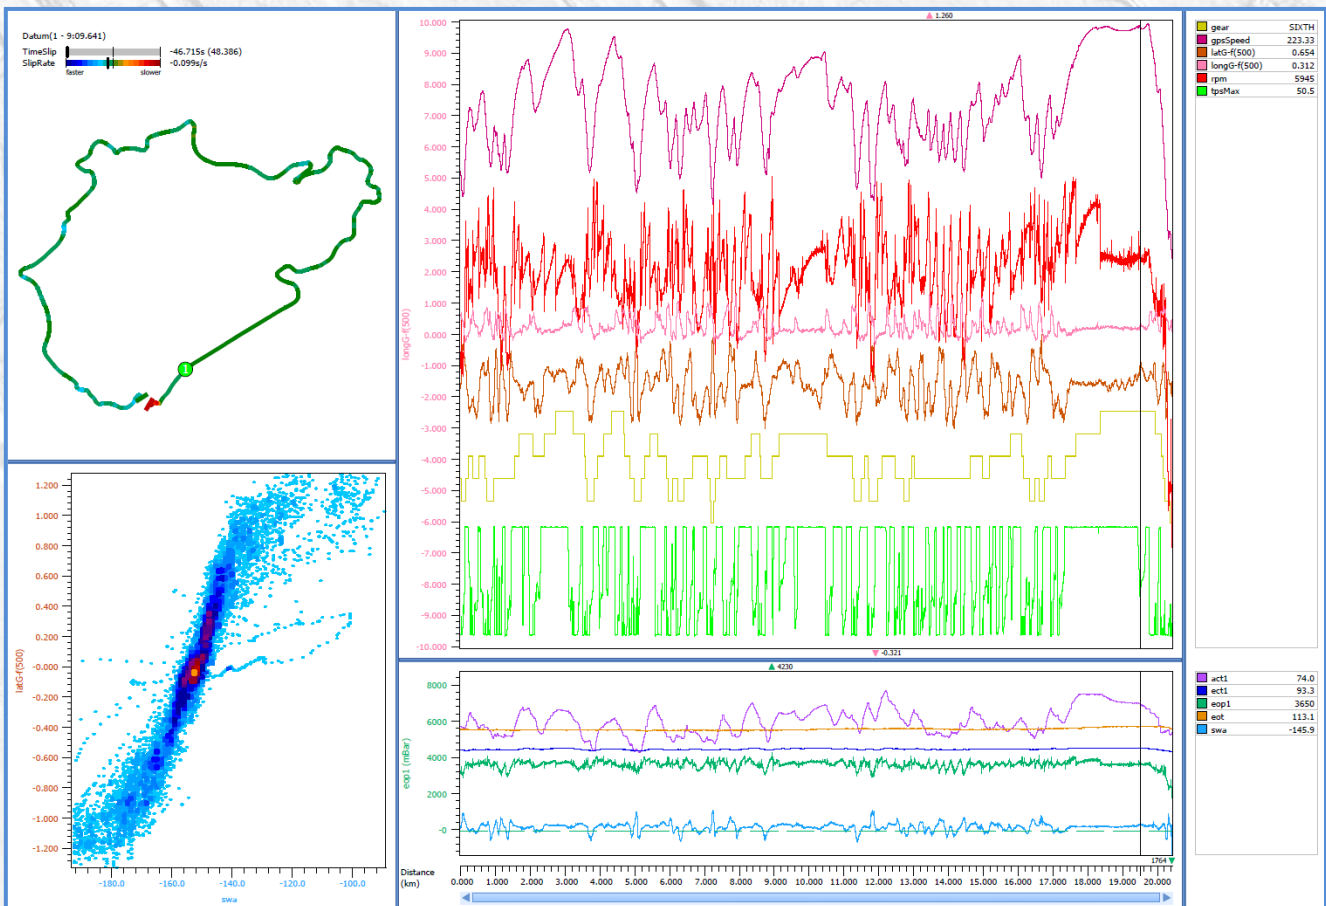 Datum(1 - 9:09.641)
TimeSlip -46.715s (48.386)
SlipRate -0.099s/s
faster slower
1
1.200
1.000
0.800
0.600
0.400
0.200
-0.000
-0.200
-0.400
-0.600
-0.800
-1.000
-1.200
latG-f(500)
-180.0 -160.0 -140.0 -120.0 -100.0
swa
1.260
10.000
9.000
8.000
7.000
6.000
5.000
4.000
3.000
2.000
1.000
0.000
-1.000
-2.000
-3.000
-4.000
-5.000
-6.000
-7.000
-8.000
-9.000
-10.000
longG-f(500)
-0.321
gear SIXTH
gpsSpeed 223.33
latG-f(500) 0.654
longG-f(500) 0.312
rpm 5945
tpsMax 50.5
4230
8000
6000
4000
2000
-0
eop1 (mBar)
1764
Distance
(km)
0.000 1.000 2.000 3.000 4.000 5.000 6.000 7.000 8.000 9.000 10.000 11.000 12.000 13.000 14.000 15.000 16.000 17.000 18.000 19.000 20.000
act1 74.0
ect1 93.3
eop1 3650
eot 113.1
swa -145.9